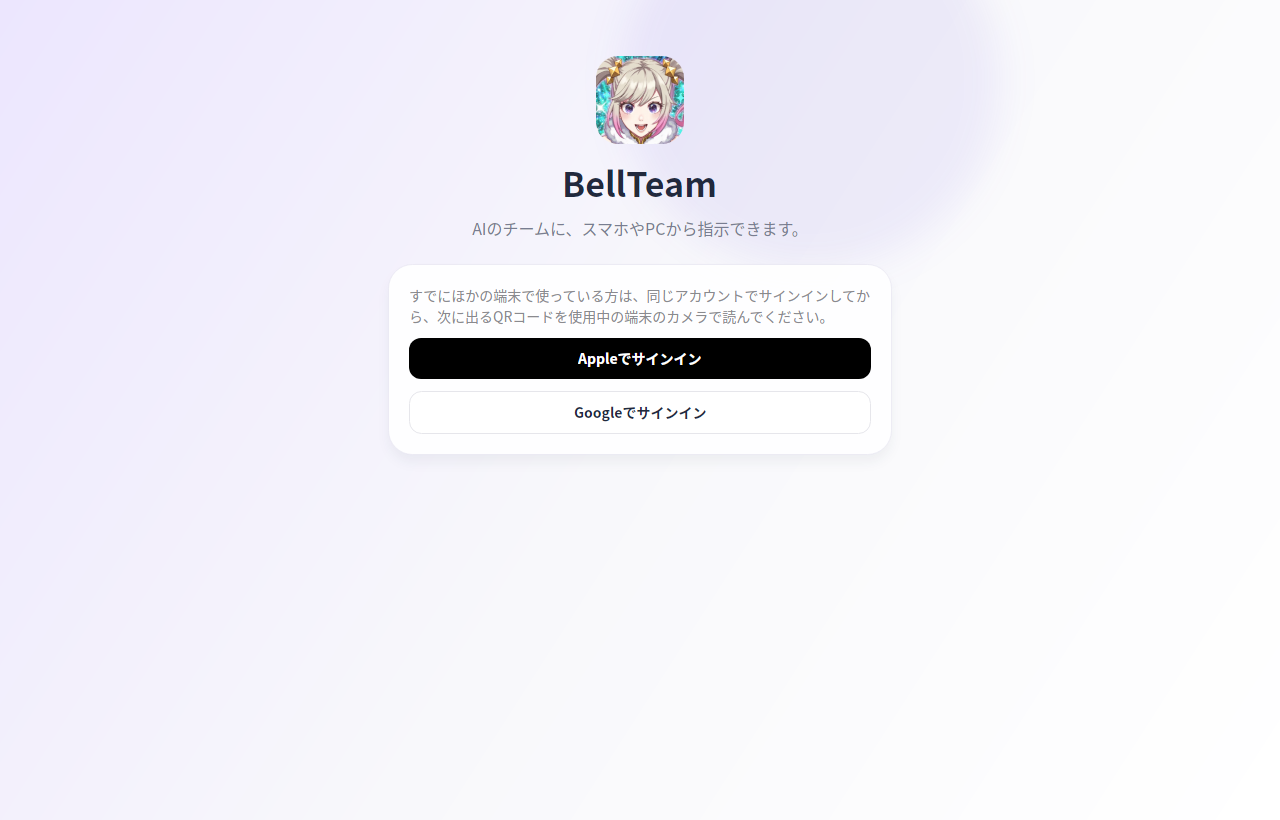 BellTeam
AIのチームに、スマホやPCから指示できます。
すでにほかの端末で使っている方は、同じアカウントでサインインしてか
ら、次に出るQRコードを使用中の端末のカメラで読んでください。
Appleでサインイン
Googleでサインイン